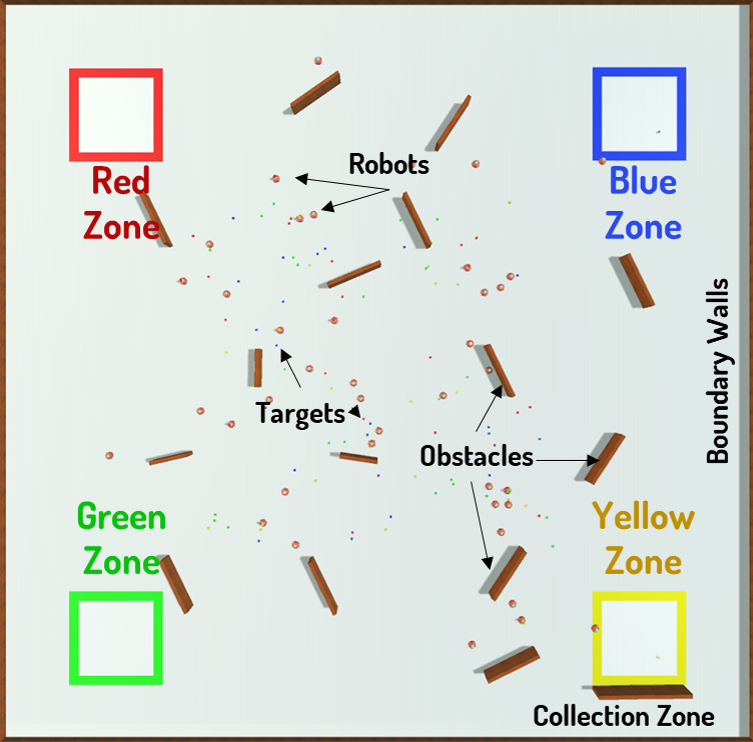 Robots
Red
Zone
Blue
Zone
Boundary Walls
Targets
Obstacles
Green
Zone
Yellow
Zone
Collection Zone